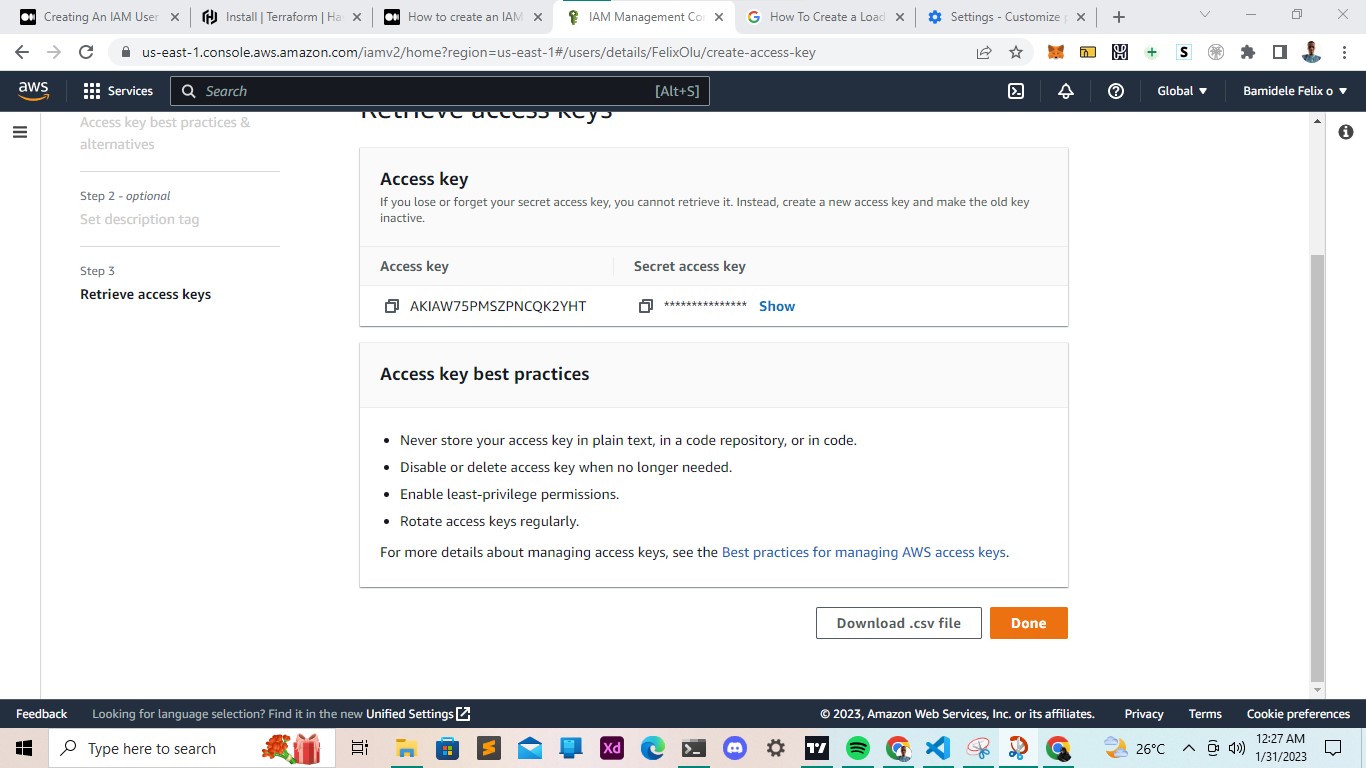 Creating An IAM User
Install | Terraform | Ha
How to create an IAM
IAM Management Co
How To Create a Load
Settings - Customize
us-east-1.console.aws.amazon.com/iamv2/home?region=us-east-1#/users/details/FelixOlu/create-access-key
aws
Services
Search
[Alt+S]
Global
Bamidele Felix o
Access key best practices &
alternatives
Step 2 - optional
Set description tag
Step 3
Retrieve access keys
Retrieve access keys
Access key
If you lose or forget your secret access key, you cannot retrieve it. Instead, create a new access key and make the old key
inactive.
Access key Secret access key
AKIAW75PMSZPNCQK2YHT *************** Show
Access key best practices
• Never store your access key in plain text, in a code repository, or in code.
• Disable or delete access key when no longer needed.
• Enable least-privilege permissions.
• Rotate access keys regularly.
For more details about managing access keys, see the Best practices for managing AWS access keys.
Download .csv file Done
Feedback Looking for language selection? Find it in the new Unified Settings © 2023, Amazon Web Services, Inc. or its affiliates. Privacy Terms Cookie preferences
Type here to search
Xd
26°C
12:27 AM
1/31/2023